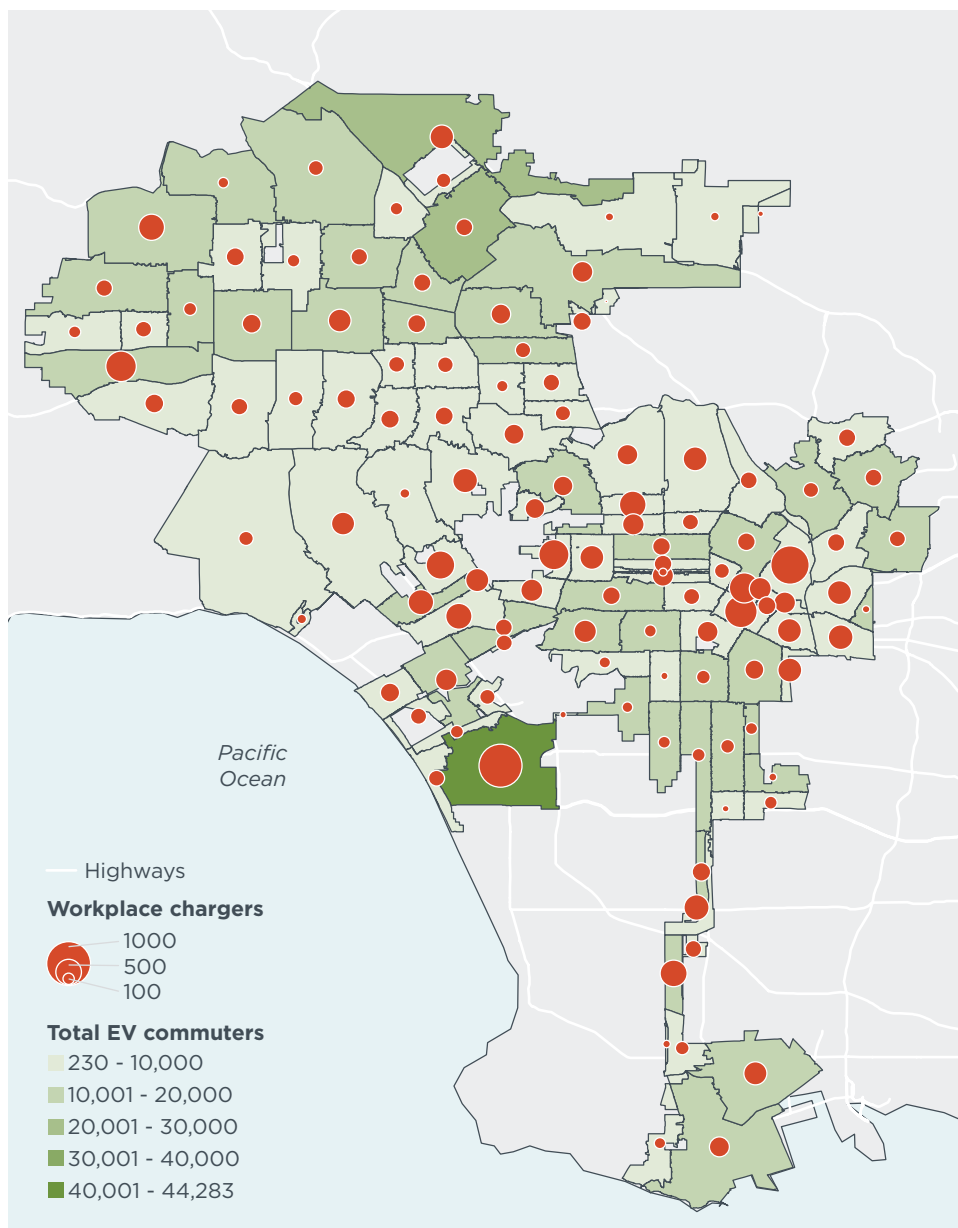 Pacific
Ocean
Highways
Workplace chargers
1000
500
100
Total EV commuters
230 - 10,000
10,001 - 20,000
20,001 - 30,000
30,001 - 40,000
40,001 - 44,283